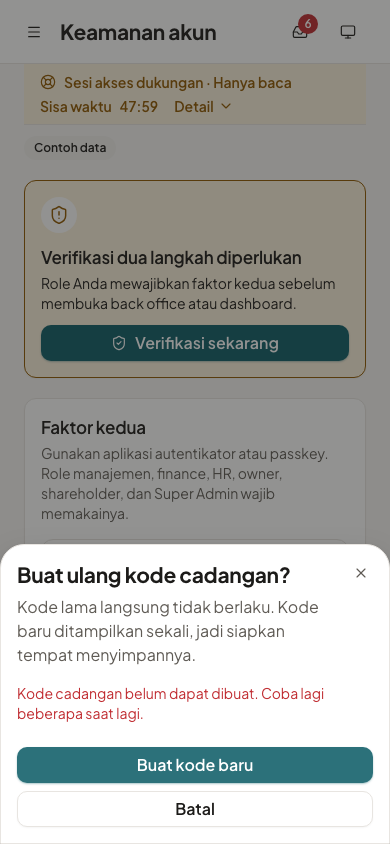 Keamanan akun
6
Sesi akses dukungan · Hanya baca
Sisa waktu 47:59 Detail
Contoh data
Verifikasi dua langkah diperlukan
Role Anda mewajibkan faktor kedua sebelum
membuka back office atau dashboard.
Verifikasi sekarang
Faktor kedua
Gunakan aplikasi autentikator atau passkey.
Role manajemen, finance, HR, owner,
shareholder, dan Super Admin wajib
memakainya.
Buat ulang kode cadangan?
Kode lama langsung tidak berlaku. Kode
baru ditampilkan sekali, jadi siapkan
tempat menyimpannya.
Kode cadangan belum dapat dibuat. Coba lagi
beberapa saat lagi.
Buat kode baru
Batal